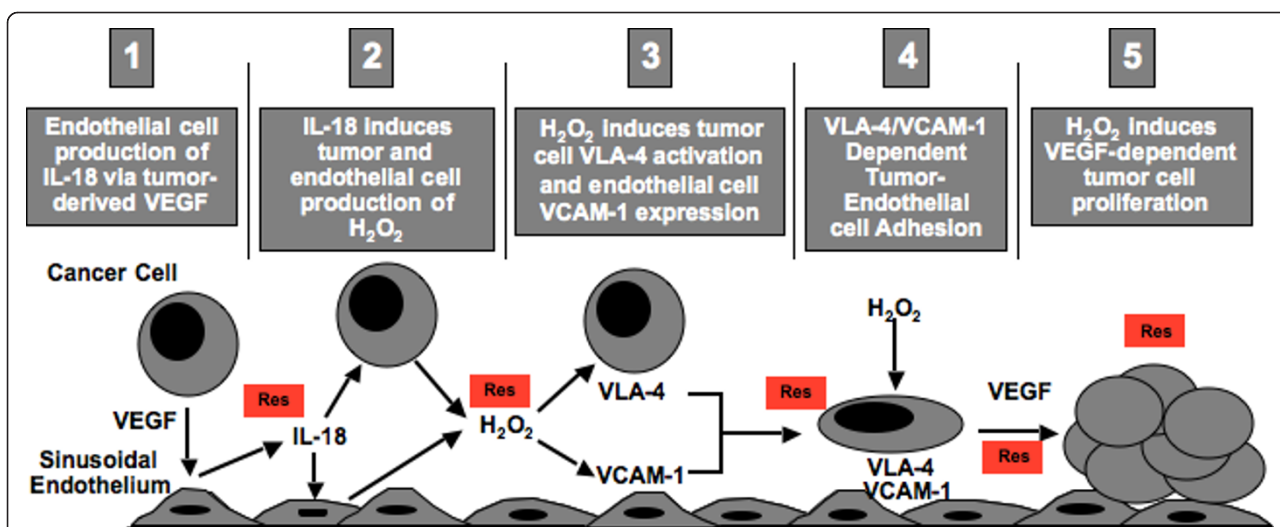 1
Endothelial cell
production of
IL-18 via tumor-
derived VEGF
2
IL-18 induces
tumor and
endothelial cell
production of
H₂O₂
3
H₂O₂ induces tumor
cell VLA-4 activation
and endothelial cell
VCAM-1 expression
4
VLA-4/VCAM-1
Dependent
Tumor-
Endothelial
cell Adhesion
5
H₂O₂ induces
VEGF-dependent
tumor cell
proliferation
Cancer Cell
VEGF
Sinusoidal
Endothelium
Res
IL-18
Res
H₂O₂
VLA-4
VCAM-1
Res
H₂O₂
VLA-4
VCAM-1
VEGF
Res
Res